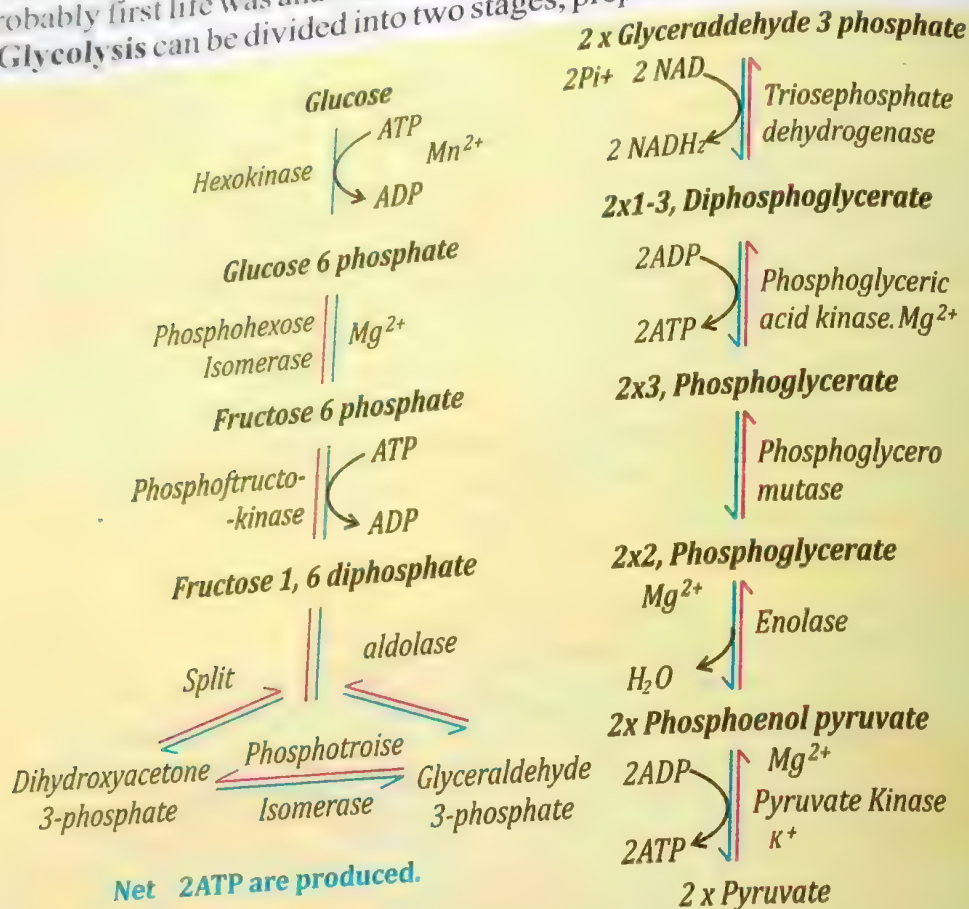 robably first life was
Glycolysis can be divided into two stages,
Glucose
ATP
Hexokinase
Mn2+
ADP
Glucose 6 phosphate
Phosphohexose
Isomerase
Mg2+
Fructose 6 phosphate
ATP
Phosphoftructo-
-kinase
ADP
Fructose 1, 6 diphosphate
aldolase
Split
Phosphotroise
Isomerase
Dihydroxyacetone
3-phosphate
Glyceraldehyde
3-phosphate
Net 2ATP are produced.
2 x Glyceraddehyde 3 phosphate
2Pi+ 2 NAD
Triosephosphate
dehydrogenase
2 NADH2
2x1-3, Diphosphoglycerate
2ADP
Phosphoglyceric
acid kinase. Mg2+
2ATP
2x3, Phosphoglycerate
Phosphoglycero
mutase
2x2, Phosphoglycerate
Mg2+
Enolase
H2O
2x Phosphoenol pyruvate
Mg2+
2ADP
Pyruvate Kinase
K+
2ATP
2 x Pyruvate